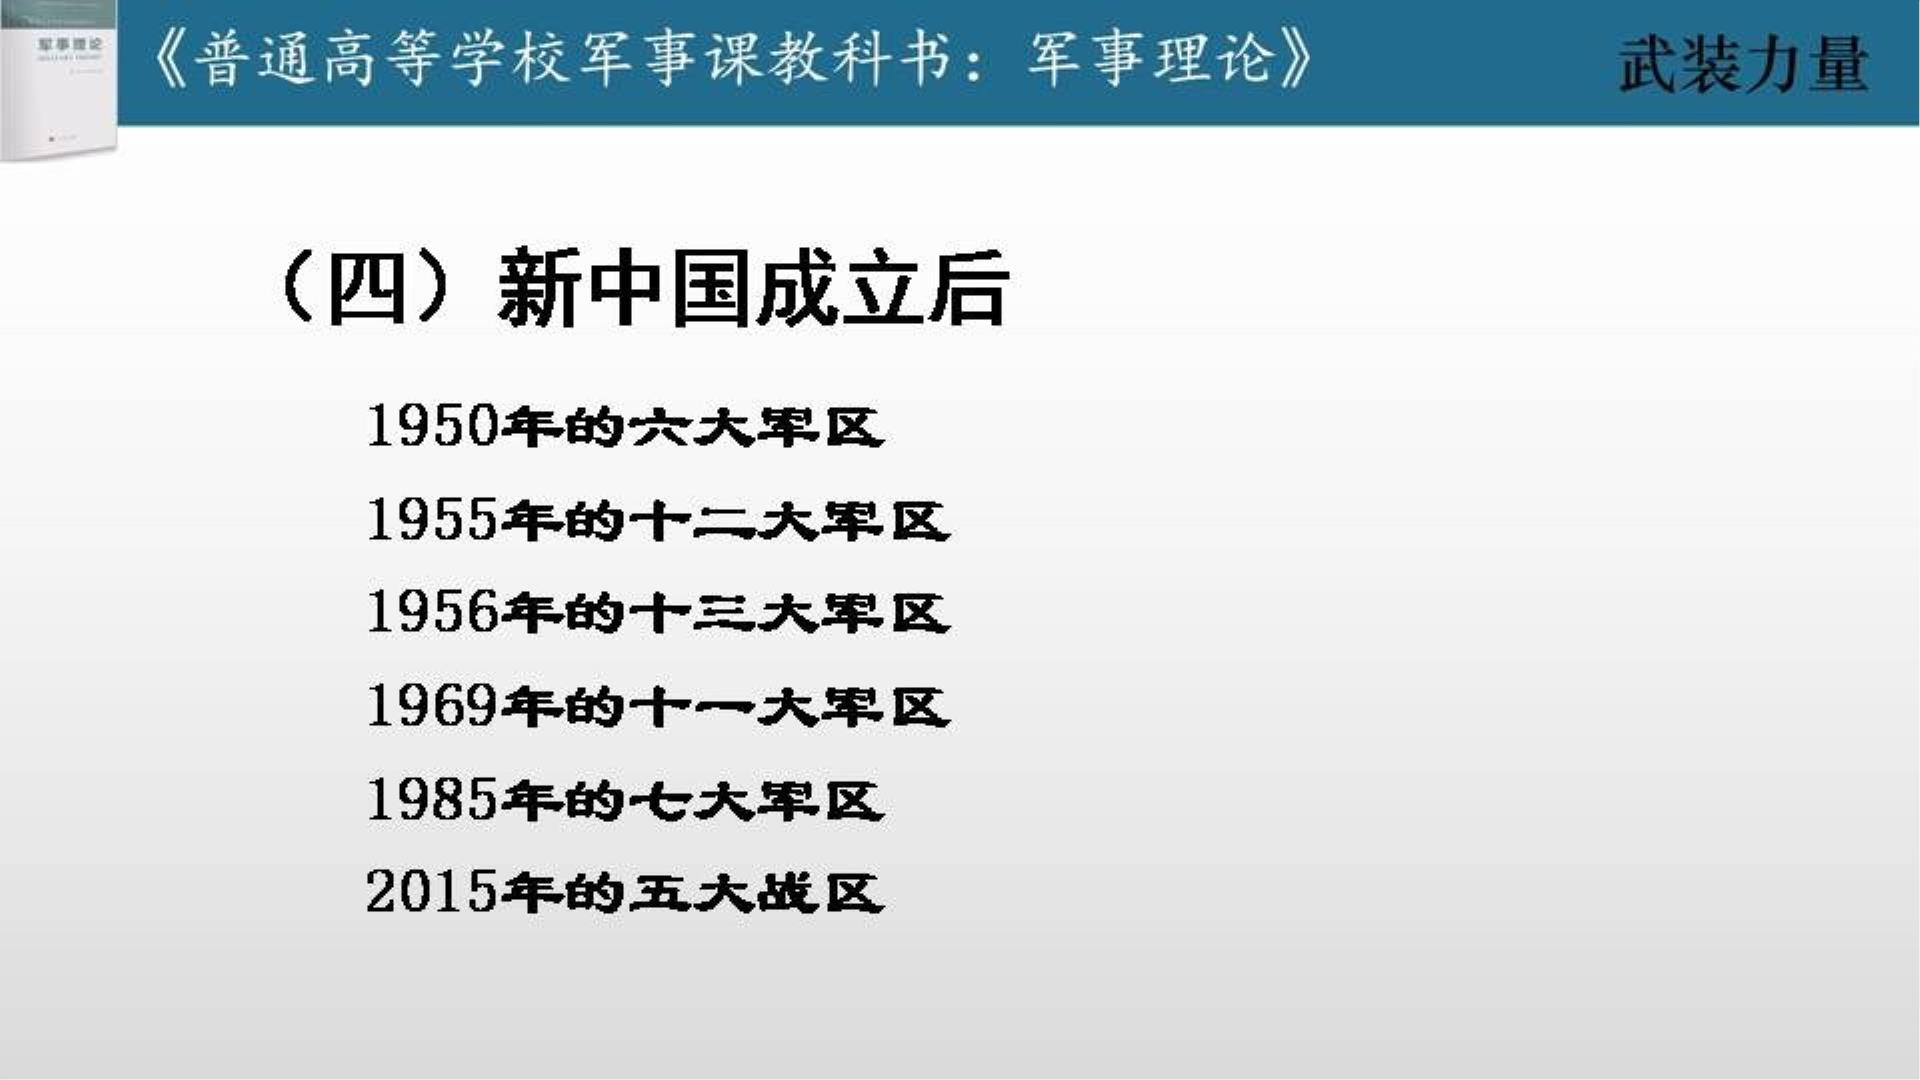 军事理论
《普通高等学校军事课教科书：军事理论》
武装力量
（四）新中国成立后
1950年的六大军区
1955年的十二大军区
1956年的十三大军区
1969年的十一大军区
1985年的七大军区
2015年的五大战区